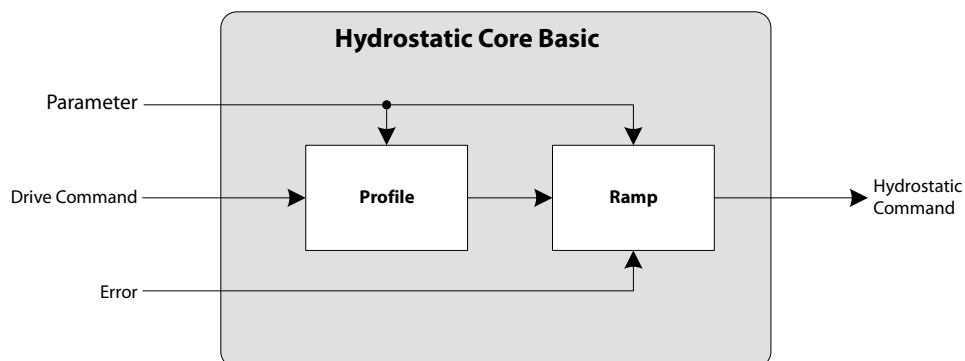 Hydrostatic Core Basic
Parameter
Drive Command
Profile
Ramp
Hydrostatic
Command
Error